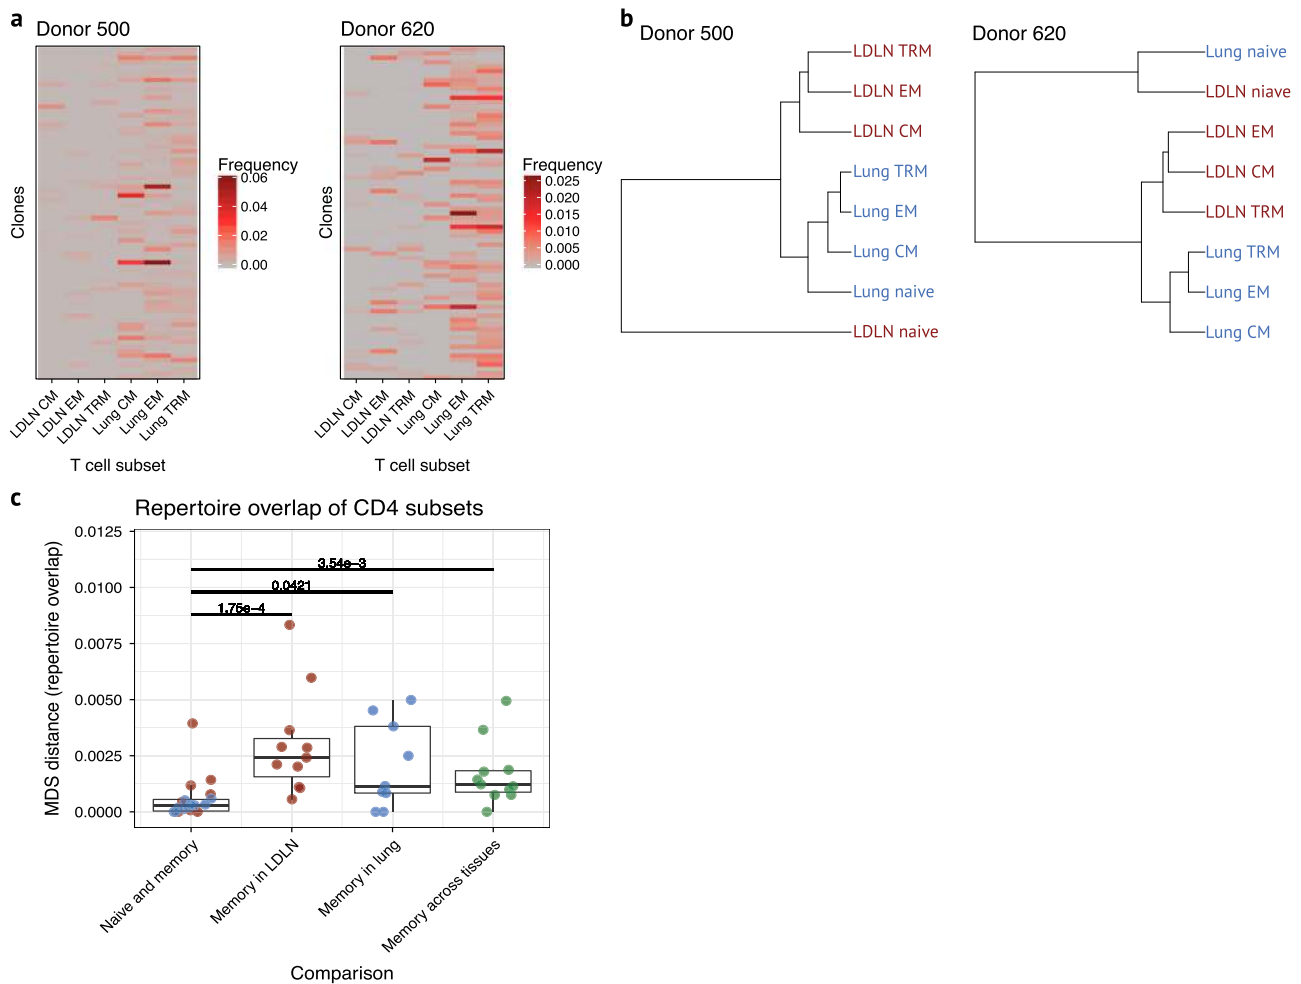 a
Donor 500
Donor 620
Clones
Frequency
0.06
0.04
0.02
0.00
LDLN CM
LDLN EM
LDLN TRM
Lung CM
Lung EM
Lung TRM
T cell subset
Clones
Frequency
0.025
0.020
0.015
0.010
0.005
0.000
LDLN CM
LDLN EM
LDLN TRM
Lung CM
Lung EM
Lung TRM
T cell subset
b
Donor 500
LDLN TRM
LDLN EM
LDLN CM
Lung TRM
Lung EM
Lung CM
Lung naive
LDLN naive
Donor 620
Lung naive
LDLN niave
LDLN EM
LDLN CM
LDLN TRM
Lung TRM
Lung EM
Lung CM
c
Repertoire overlap of CD4 subsets
MDS distance (repertoire overlap)
0.0125
0.0100
0.0075
0.0050
0.0025
0.0000
3.54e−3
0.0421
1.75e−4
Naive and memory
Memory in LDLN
Memory in lung
Memory across tissues
Comparison